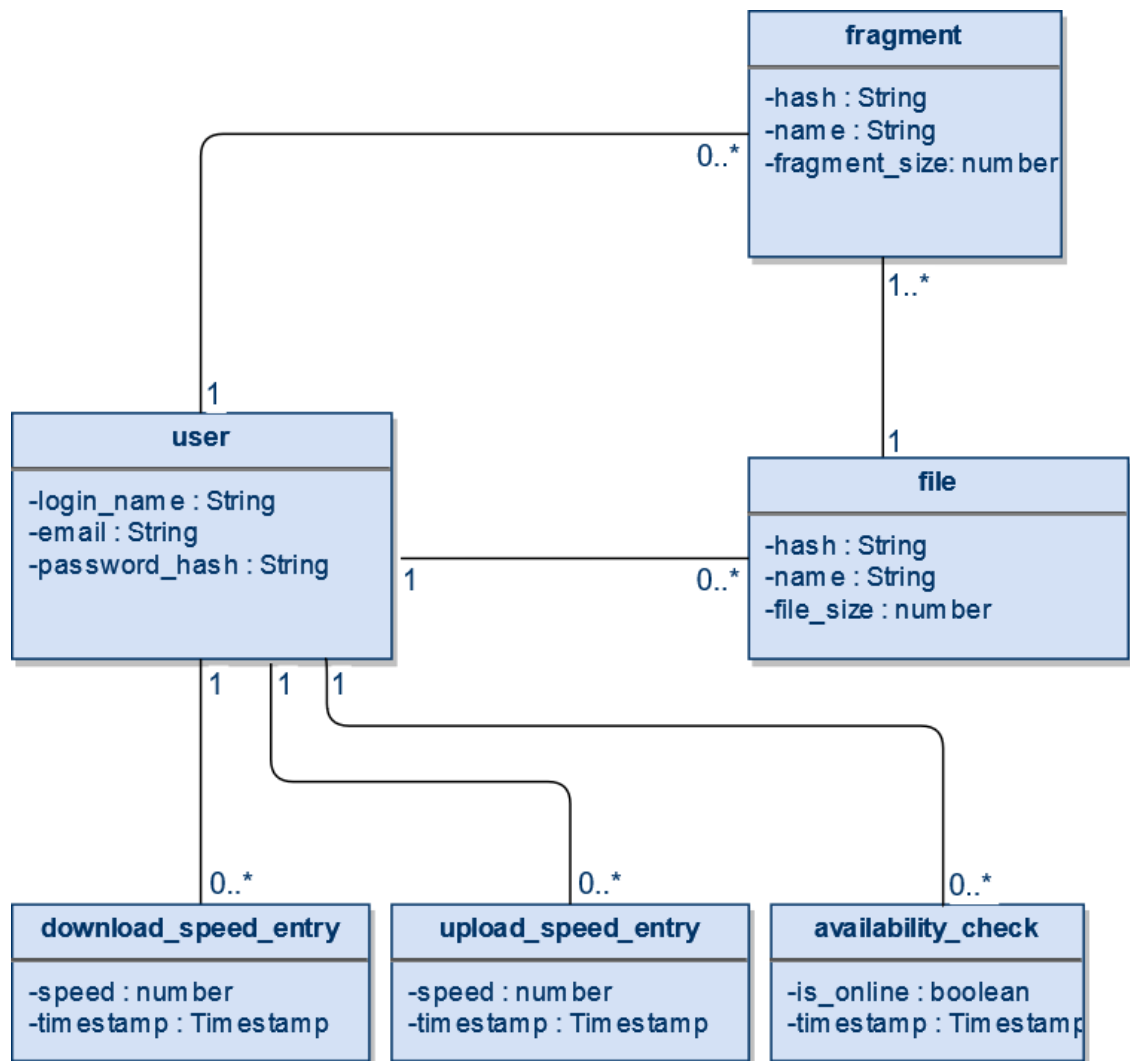 fragment
-hash : String
-name : String
-fragment_size: number
0..*
1..*
1
1
user
-login_name : String
-email : String
-password_hash : String
file
-hash : String
-name : String
-file_size : number
1
0..*
1
1
1
0..*
0..*
0..*
download_speed_entry
-speed : number
-timestamp : Timestamp
upload_speed_entry
-speed : number
-timestamp : Timestamp
availability_check
-is_online : boolean
-timestamp : Timestamp